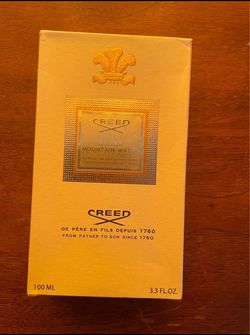 CREED
MOUNTAIN WATER
CREED
DE PÈRE EN FILS DEPUIS 1760
FROM FATHER TO SON SINCE 1760
100 ML
3.3 FL.OZ.